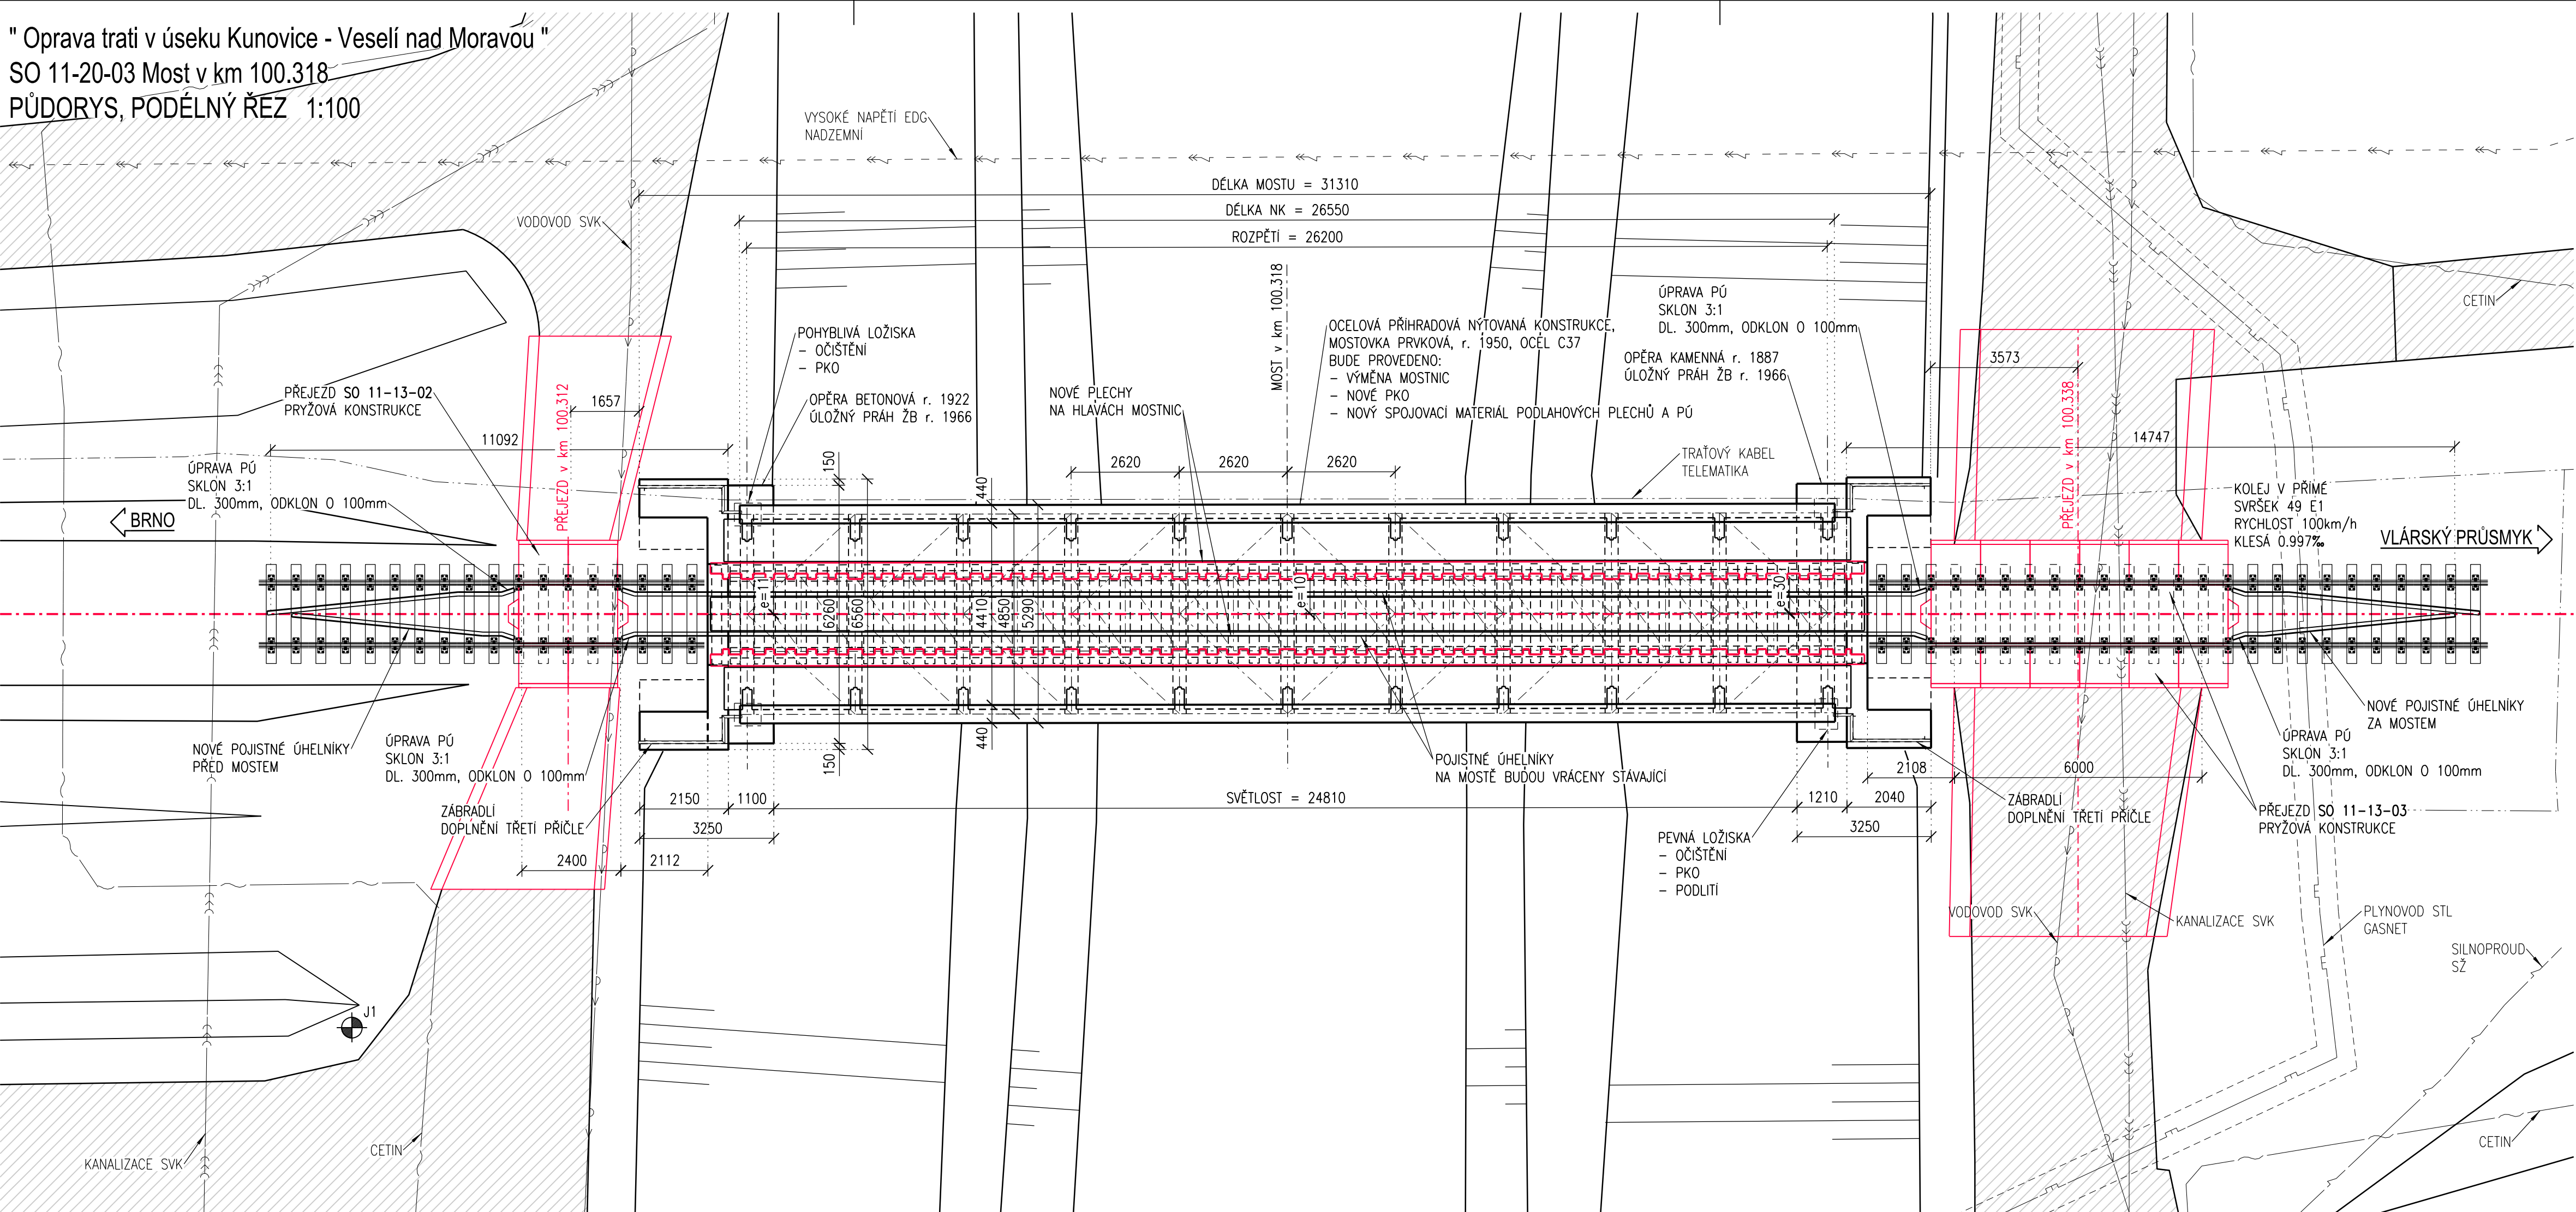 " Oprava trati v úseku Kunovice - Veselí nad Moravou "
SO 11-20-03 Most v km 100.318
PŮDORYS, PODÉLNÝ ŘEZ   1:100
VYSOKÉ NAPĚTÍ EDG
NADZEMNÍ
VODOVOD SVK
DÉLKA MOSTU = 31310
DÉLKA NK = 26550
ROZPĚTÍ = 26200
MOST v km 100.318
CETIN
POHYBLIVÁ LOŽISKA
– OČIŠTĚNÍ
– PKO
OPĚRA BETONOVÁ r. 1922
ÚLOŽNÝ PRÁH ŽB r. 1966
NOVÉ PLECHY
NA HLAVÁCH MOSTNIC
OCELOVÁ PŘIHRADOVÁ NÝTOVANÁ KONSTRUKCE,
MOSTOVKA PRVKOVÁ, r. 1950, OCEL C37
BUDE PROVEDENO:
– VÝMĚNA MOSTNIC
– NOVÉ PKO
– NOVÝ SPOJOVACÍ MATERIÁL PODLAHOVÝCH PLECHŮ A PÚ
ÚPRAVA PÚ
SKLON 3:1
DL. 300mm, ODKLON O 100mm
OPĚRA KAMENNÁ r. 1887
ÚLOŽNÝ PRÁH ŽB r. 1966
3573
PŘEJEZD v km 100.338
PŘEJEZD SO 11-13-02
PRYŽOVÁ KONSTRUKCE
PŘEJEZD v km 100.312
1657
11092
14747
ÚPRAVA PÚ
SKLON 3:1
DL. 300mm, ODKLON O 100mm
BRNO
150
2620
2620
2620
440
TRAŤOVÝ KABEL
TELEMATIKA
KOLEJ V PŘÍMÉ
SVRŠEK 49 E1
RYCHLOST 100km/h
KLESÁ 0.997‰
VLÁRSKÝ PRŮSMYK
e=11
6260
6560
4410
4850
5290
e=10
e=30
NOVÉ POJISTNÉ ÚHELNÍKY
PŘED MOSTEM
ÚPRAVA PÚ
SKLON 3:1
DL. 300mm, ODKLON O 100mm
ZÁBRADLÍ
DOPLNĚNÍ TŘETÍ PŘÍČLE
150
440
POJISTNÉ ÚHELNÍKY
NA MOSTĚ BUDOU VRÁCENY STÁVAJÍCÍ
NOVÉ POJISTNÉ ÚHELNÍKY
ZA MOSTEM
ÚPRAVA PÚ
SKLON 3:1
DL. 300mm, ODKLON O 100mm
2108
6000
2150
1100
SVĚTLOST = 24810
1210
2040
3250
3250
2400
2112
ZÁBRADLÍ
DOPLNĚNÍ TŘETÍ PŘÍČLE
PŘEJEZD SO 11-13-03
PRYŽOVÁ KONSTRUKCE
PEVNÁ LOŽISKA
– OČIŠTĚNÍ
– PKO
– PODLITÍ
VODOVOD SVK
KANALIZACE SVK
PLYNOVOD STL
GASNET
SILNOPROUD
SŽ
J1
KANALIZACE SVK
CETIN
CETIN